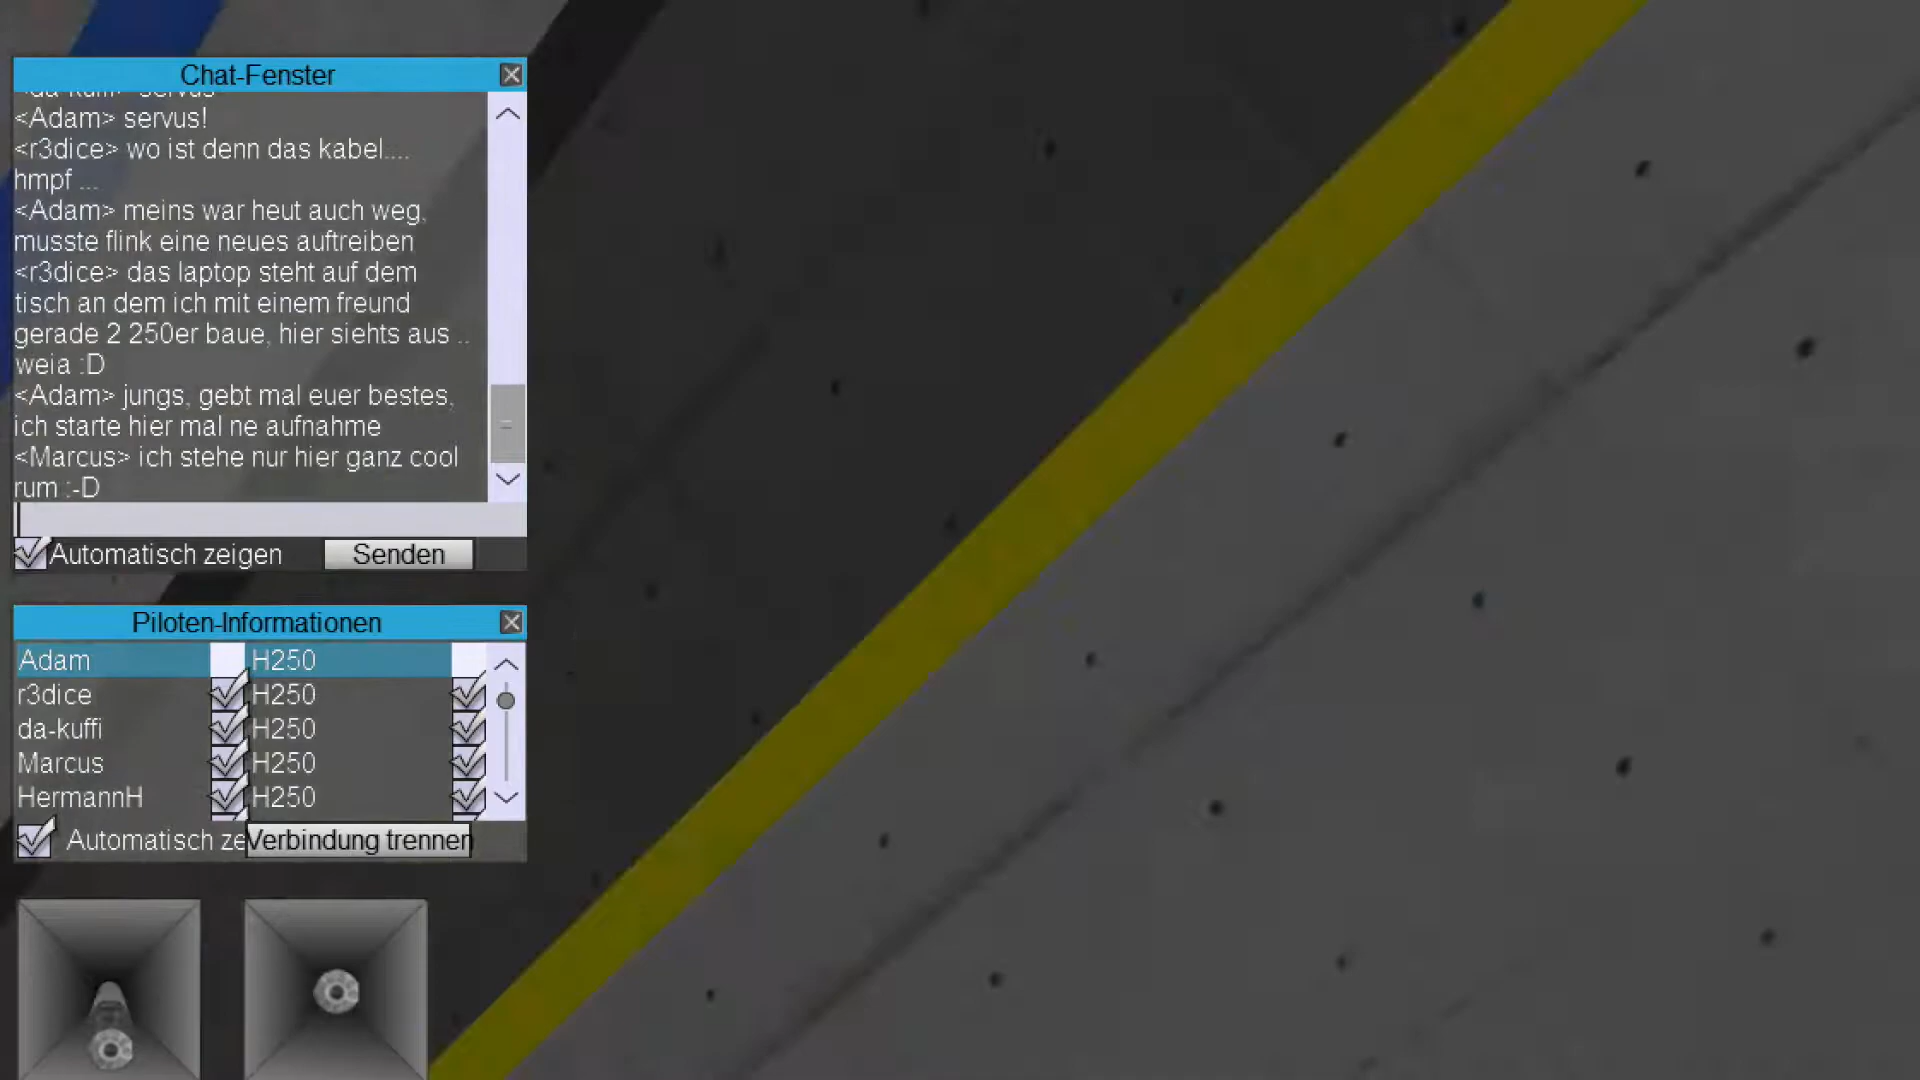 Chat-Fenster
<da-kuffi> servus
<Adam> servus!
<r3dice> wo ist denn das kabel....
hmpf ...
<Adam> meins war heut auch weg,
musste flink eine neues auftreiben
<r3dice> das laptop steht auf dem
tisch an dem ich mit einem freund
gerade 2 250er baue, hier siehts aus ..
weia :D
<Adam> jungs, gebt mal euer bestes,
ich starte hier mal ne aufnahme
<Marcus> ich stehe nur hier ganz cool
rum :-D
Automatisch zeigen Senden
Piloten-Informationen
Adam H250
r3dice H250
da-kuffi H250
Marcus H250
HermannH H250
Automatisch ze Verbindung trennen